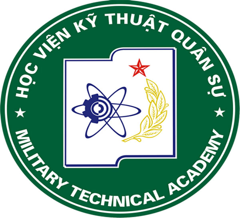 HỌC VIỆN KỸ THUẬT QUÂN SỰ
MILITARY TECHNICAL ACADEMY